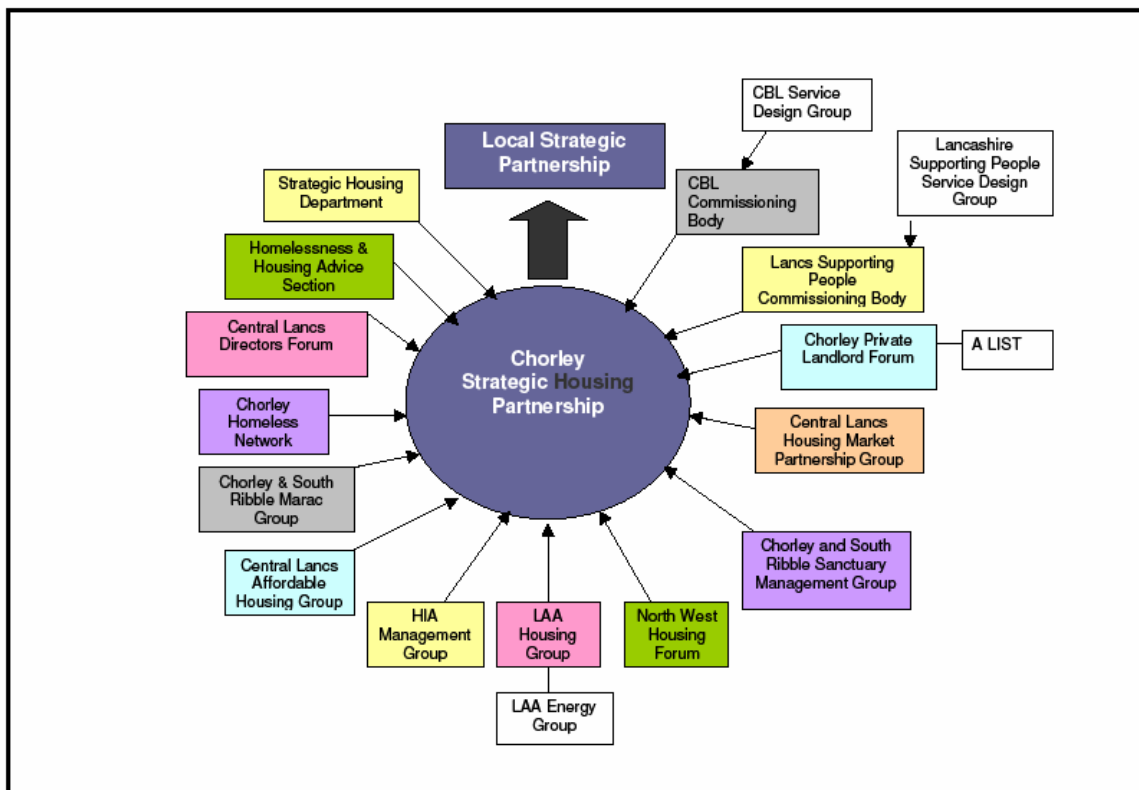 CBL Service
Design Group
Local Strategic
Partnership
Lancashire
Supporting People
Service Design
Group
Strategic Housing
Department
CBL
Commissioning
Body
Homelessness &
Housing Advice
Section
Lancs Supporting
People
Commissioning Body
Central Lancs
Directors Forum
Chorley Private
Landlord Forum
A LIST
Chorley
Strategic Housing
Partnership
Chorley
Homeless
Network
Central Lancs
Housing Market
Partnership Group
Chorley & South
Ribble Marac
Group
Chorley and South
Ribble Sanctuary
Management Group
Central Lancs
Affordable
Housing Group
HIA
Management
Group
LAA
Housing
Group
North West
Housing
Forum
LAA Energy
Group